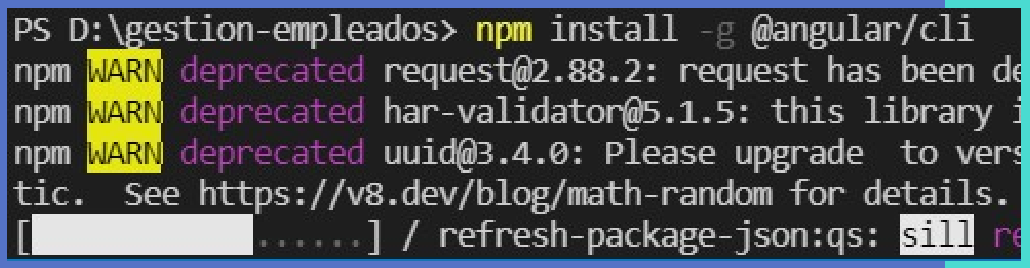 PS D:\gestion-empleados> npm install -g @angular/cli
npm WARN deprecated request@2.88.2: request has been de
npm WARN deprecated har-validator@5.1.5: this library i
npm WARN deprecated uuid@3.4.0: Please upgrade  to vers
tic.  See https://v8.dev/blog/math-random for details.
[ ......] / refresh-package-json:qs: sill re